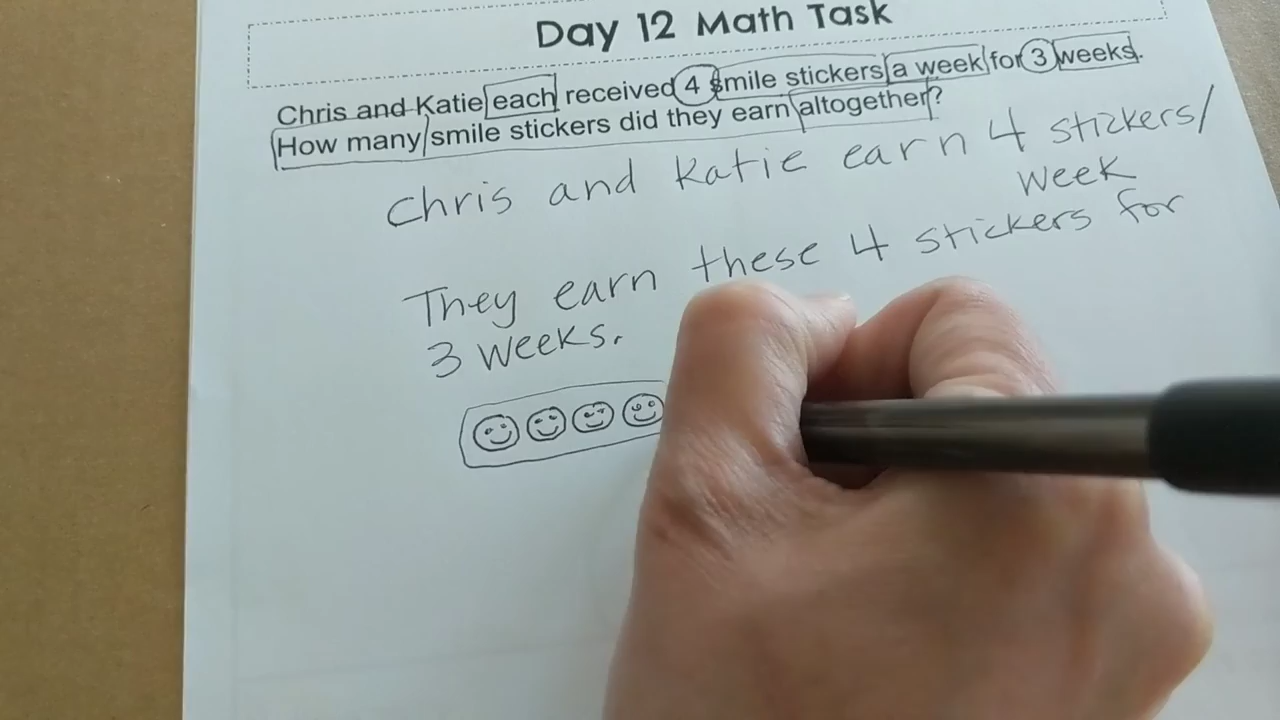 Day 12 Math Task
Chris and Katie each received 4 smile stickers a week for 3 weeks.
How many smile stickers did they earn altogether?
Chris and Katie earn 4 stickers/
week
They earn these 4 stickers for
3 weeks.